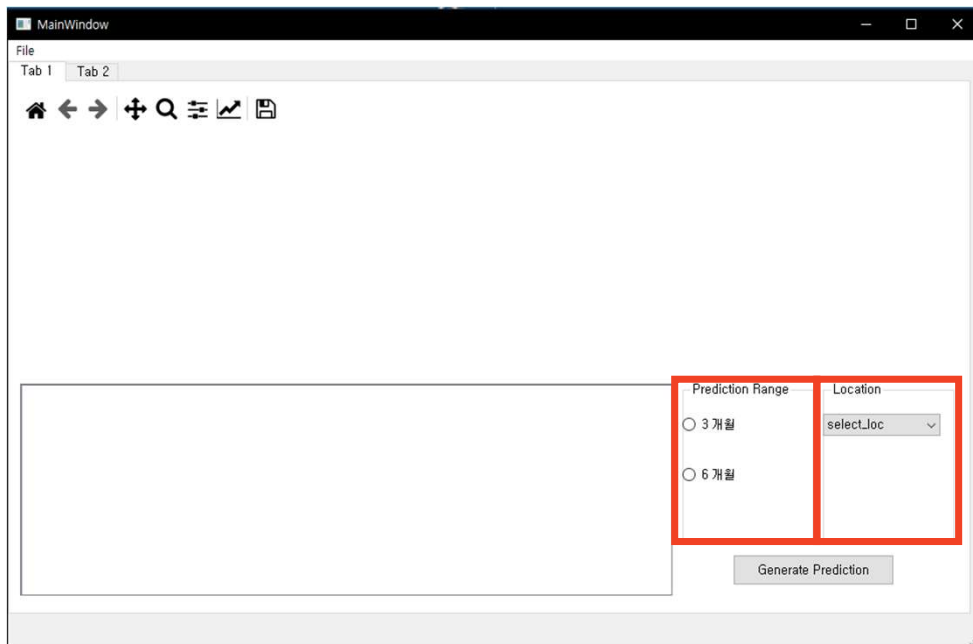 MainWindow
File
Tab 1 Tab 2
Prediction Range
Location
3 개월
select_loc
6 개월
Generate Prediction